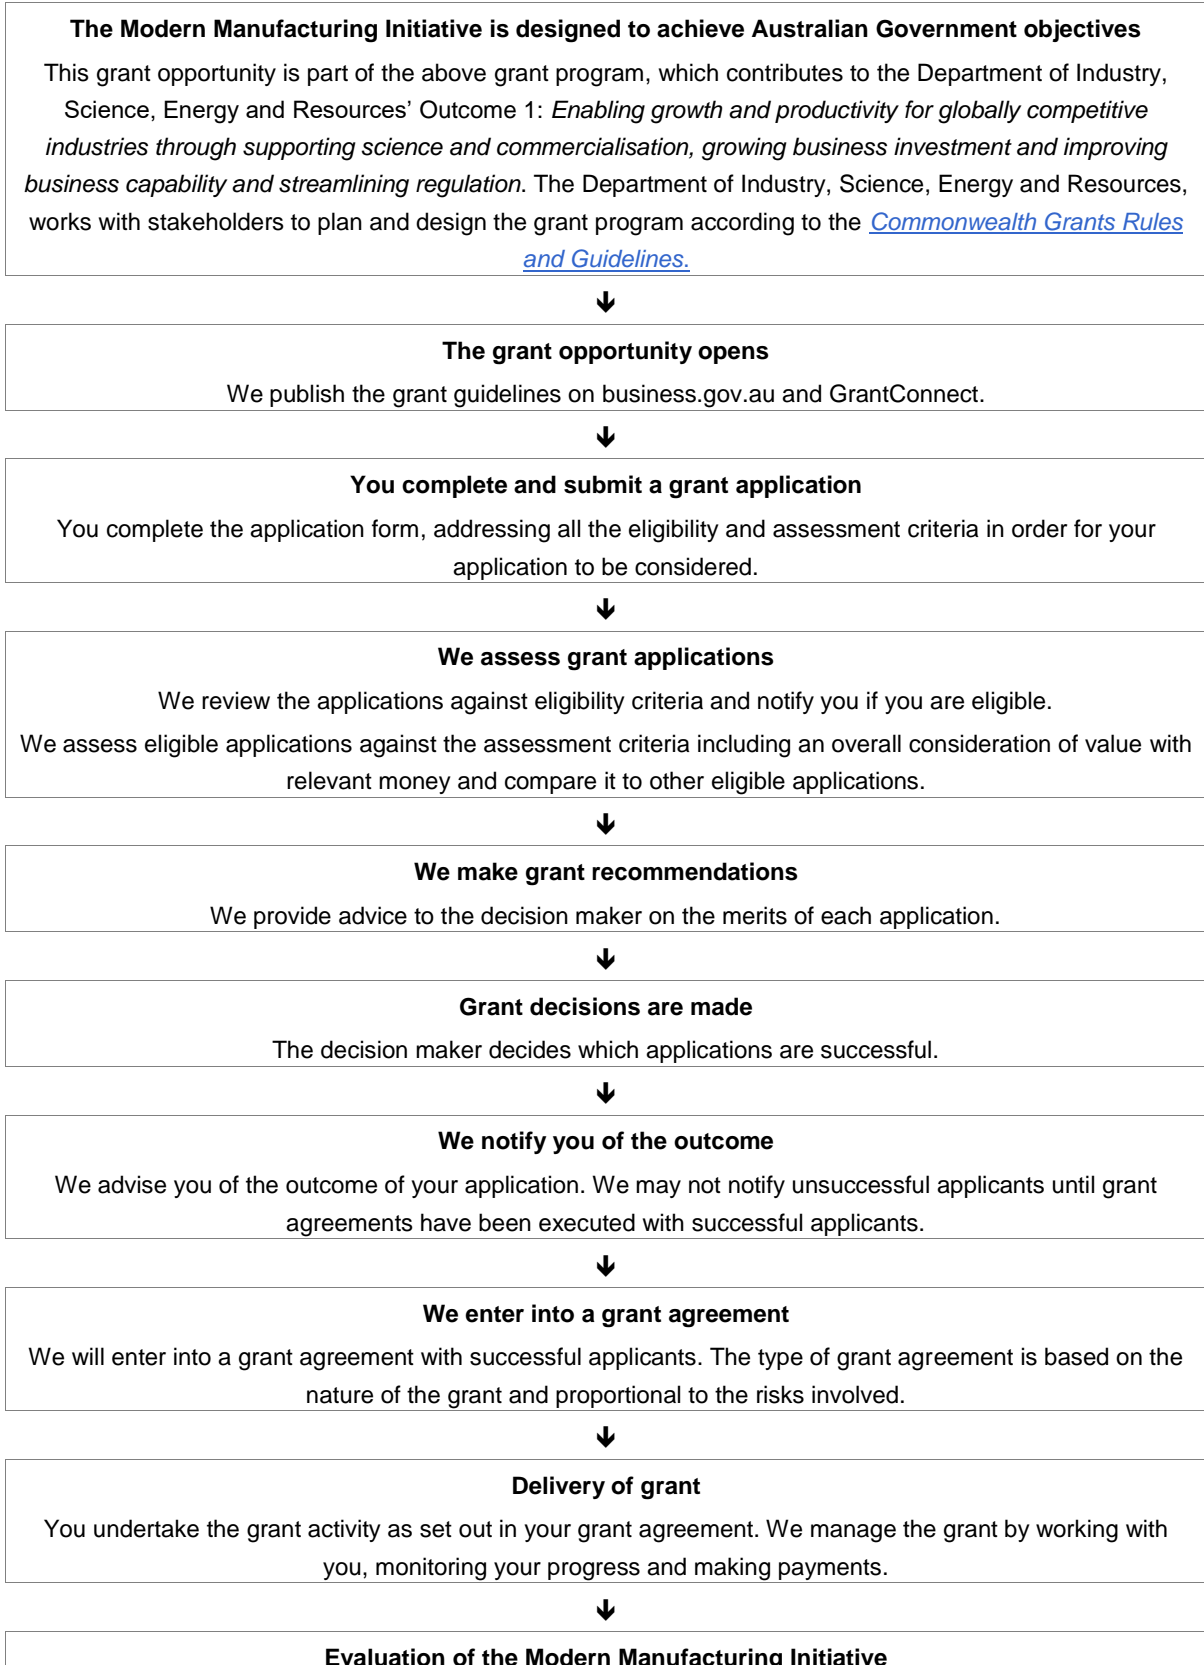 The Modern Manufacturing Initiative is designed to achieve Australian Government objectives
This grant opportunity is part of the above grant program, which contributes to the Department of Industry,
Science, Energy and Resources’ Outcome 1: Enabling growth and productivity for globally competitive
industries through supporting science and commercialisation, growing business investment and improving
business capability and streamlining regulation. The Department of Industry, Science, Energy and Resources,
works with stakeholders to plan and design the grant program according to the Commonwealth Grants Rules
and Guidelines.
The grant opportunity opens
We publish the grant guidelines on business.gov.au and GrantConnect.
You complete and submit a grant application
You complete the application form, addressing all the eligibility and assessment criteria in order for your
application to be considered.
We assess grant applications
We review the applications against eligibility criteria and notify you if you are eligible.
We assess eligible applications against the assessment criteria including an overall consideration of value with
relevant money and compare it to other eligible applications.
We make grant recommendations
We provide advice to the decision maker on the merits of each application.
Grant decisions are made
The decision maker decides which applications are successful.
We notify you of the outcome
We advise you of the outcome of your application. We may not notify unsuccessful applicants until grant
agreements have been executed with successful applicants.
We enter into a grant agreement
We will enter into a grant agreement with successful applicants. The type of grant agreement is based on the
nature of the grant and proportional to the risks involved.
Delivery of grant
You undertake the grant activity as set out in your grant agreement. We manage the grant by working with
you, monitoring your progress and making payments.
Evaluation of the Modern Manufacturing Initiative